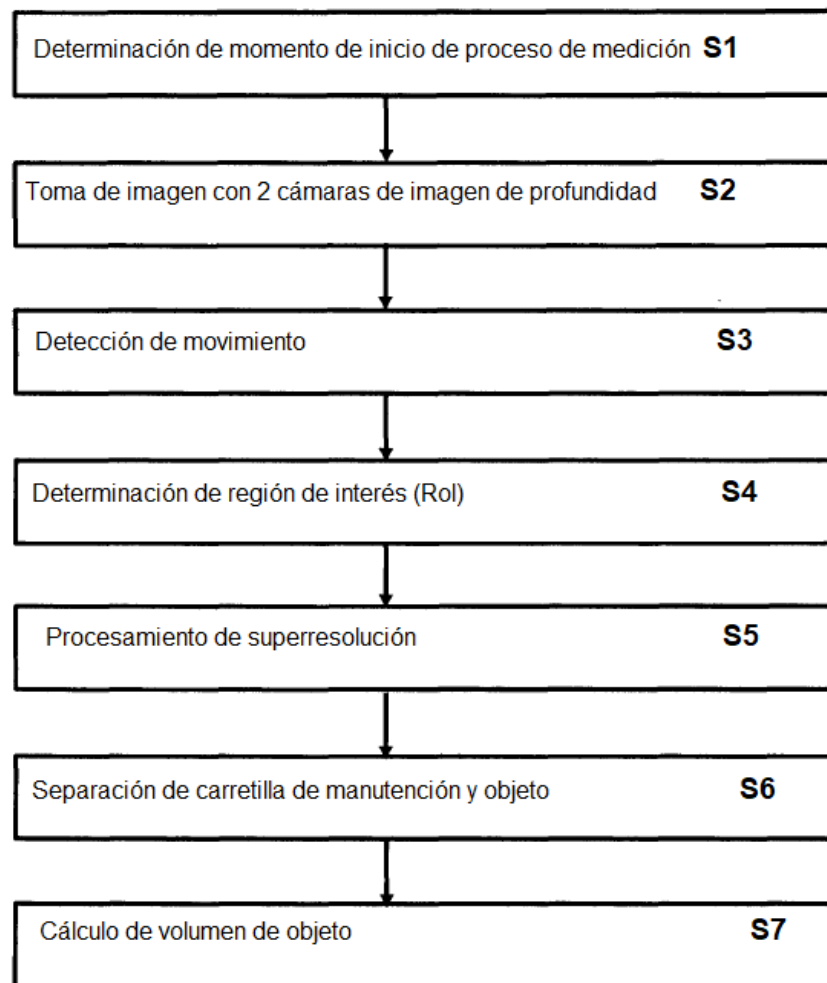 Determinación de momento de inicio de proceso de medición S1
Toma de imagen con 2 cámaras de imagen de profundidad S2
Detección de movimiento S3
Determinación de región de interés (RoI) S4
Procesamiento de superresolución S5
Separación de carretilla de manutención y objeto S6
Cálculo de volumen de objeto S7